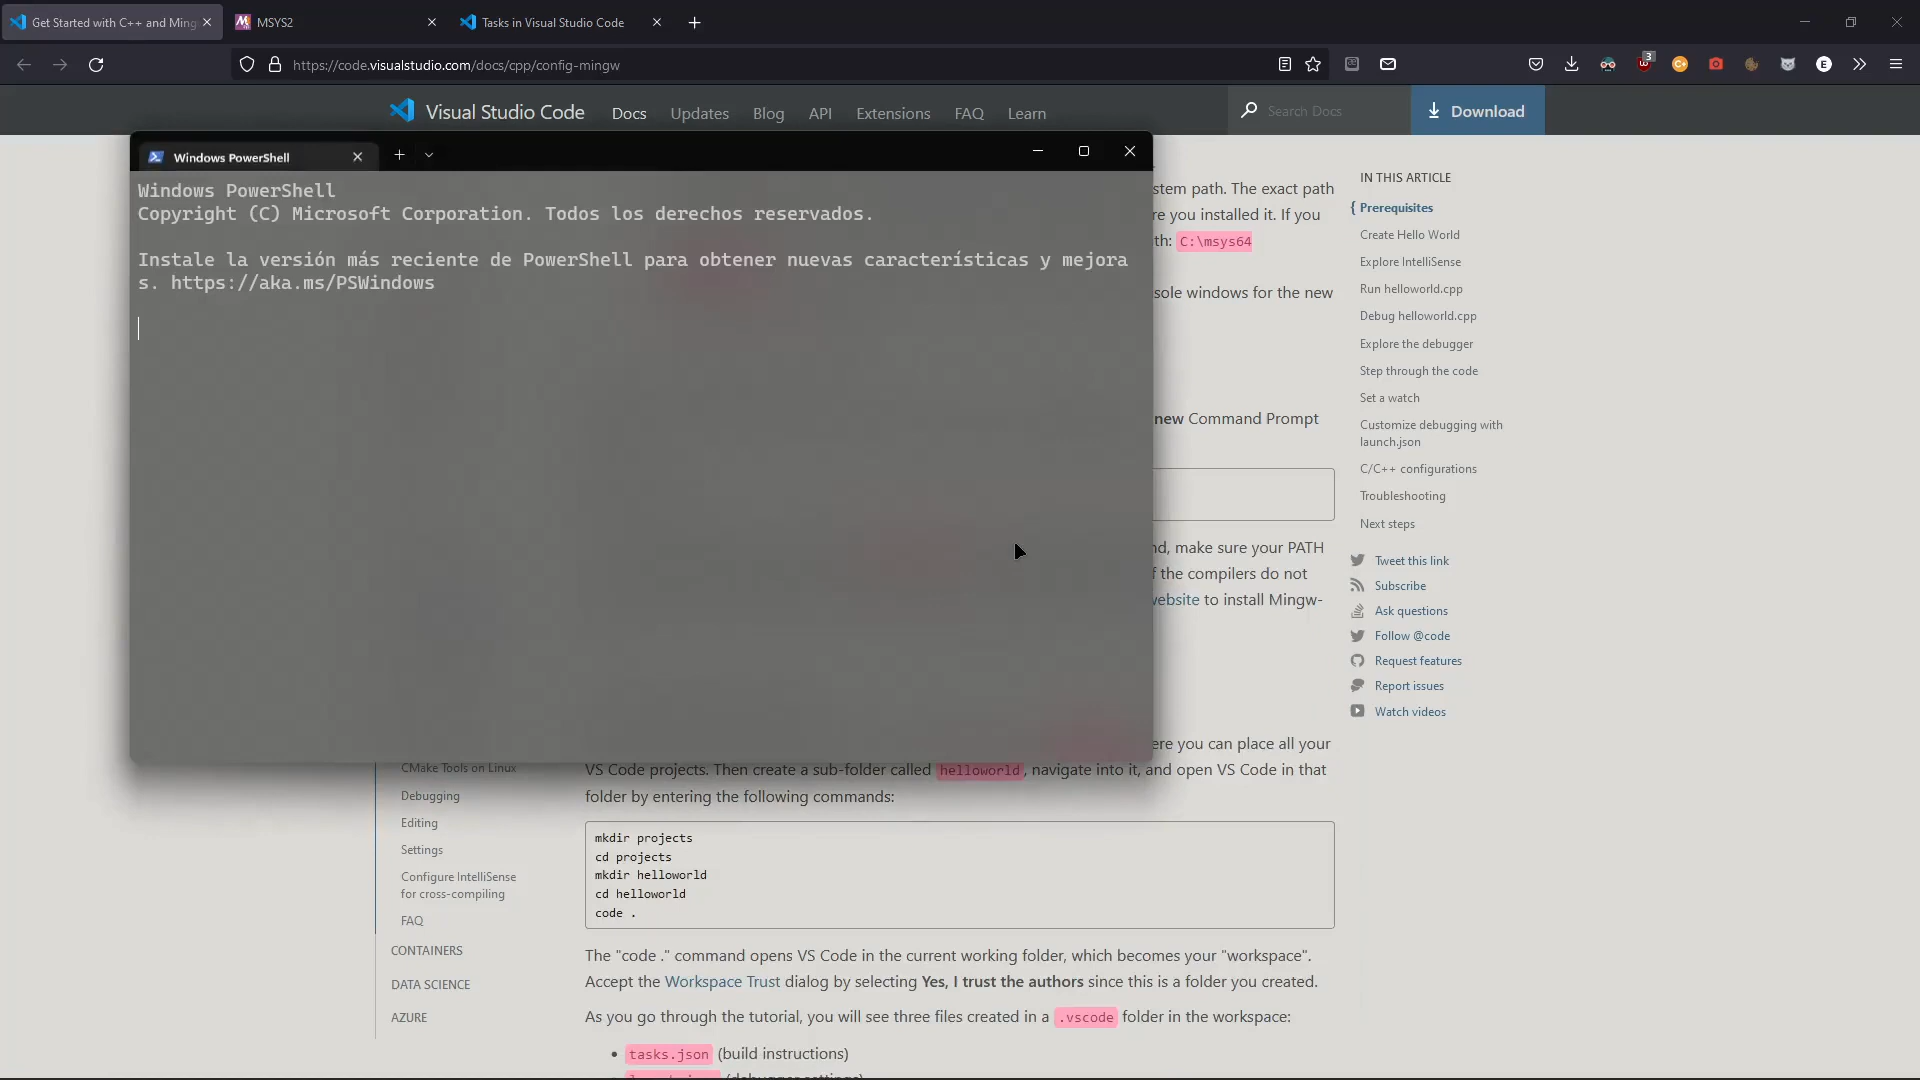 Get Started with C++ and Ming
MSYS2
Tasks in Visual Studio Code
https://code.visualstudio.com/docs/cpp/config-mingw
3
E
Visual Studio Code
Docs
Updates
Blog
API
Extensions
FAQ
Learn
Search Docs
Download
Windows PowerShell
Windows PowerShell
Copyright (C) Microsoft Corporation. Todos los derechos reservados.
Instale la versión más reciente de PowerShell para obtener nuevas características y mejora
s. https://aka.ms/PSWindows
stem path. The exact path
re you installed it. If you
th: C:\msys64
sole windows for the new
new Command Prompt
nd, make sure your PATH
f the compilers do not
website to install Mingw-
ere you can place all your
VS Code projects. Then create a sub-folder called helloworld, navigate into it, and open VS Code in that
folder by entering the following commands:
mkdir projects
cd projects
mkdir helloworld
cd helloworld
code .
The "code ." command opens VS Code in the current working folder, which becomes your "workspace".
Accept the Workspace Trust dialog by selecting Yes, I trust the authors since this is a folder you created.
As you go through the tutorial, you will see three files created in a .vscode folder in the workspace:
• tasks.json (build instructions)
CMake Tools on Linux
Debugging
Editing
Settings
Configure IntelliSense
for cross-compiling
FAQ
CONTAINERS
DATA SCIENCE
AZURE
IN THIS ARTICLE
Prerequisites
Create Hello World
Explore IntelliSense
Run helloworld.cpp
Debug helloworld.cpp
Explore the debugger
Step through the code
Set a watch
Customize debugging with
launch.json
C/C++ configurations
Troubleshooting
Next steps
Tweet this link
Subscribe
Ask questions
Follow @code
Request features
Report issues
Watch videos